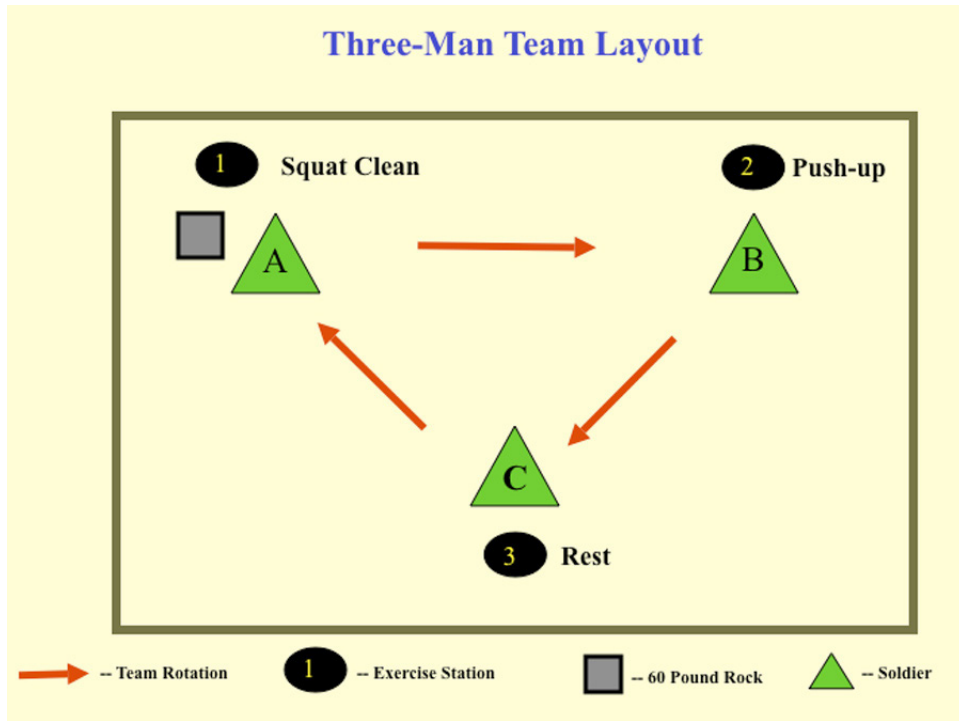 Three-Man Team Layout
1 Squat Clean
2 Push-up
A
B
C
3 Rest
-- Team Rotation
1 -- Exercise Station
-- 60 Pound Rock
-- Soldier